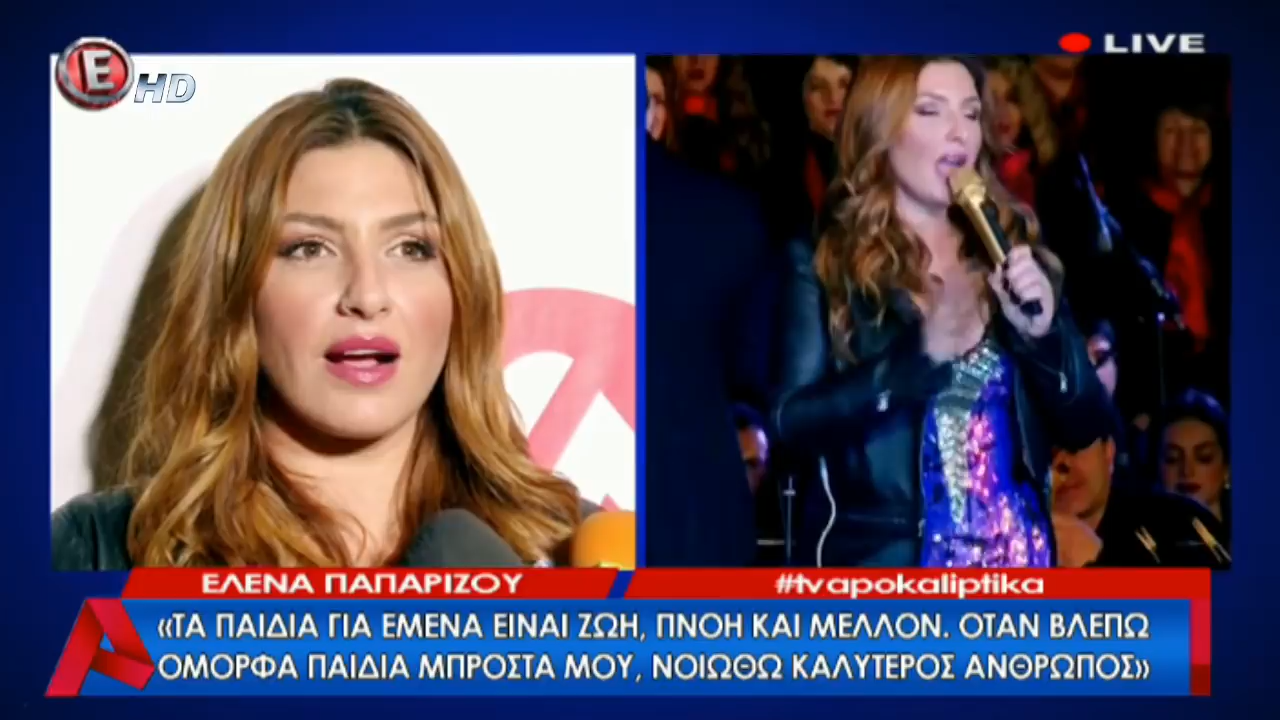 E HD
LIVE
ΕΛΕΝΑ ΠΑΠΑΡΙΖΟΥ
#tvapokaliptika
«ΤΑ ΠΑΙΔΙΑ ΓΙΑ ΕΜΕΝΑ ΕΙΝΑΙ ΖΩΗ, ΠΝΟΗ ΚΑΙ ΜΕΛΛΟΝ. ΟΤΑΝ ΒΛΕΠΩ
ΟΜΟΡΦΑ ΠΑΙΔΙΑ ΜΠΡΟΣΤΑ ΜΟΥ, ΝΟΙΩΘΩ ΚΑΛΥΤΕΡΟΣ ΑΝΘΡΩΠΟΣ»